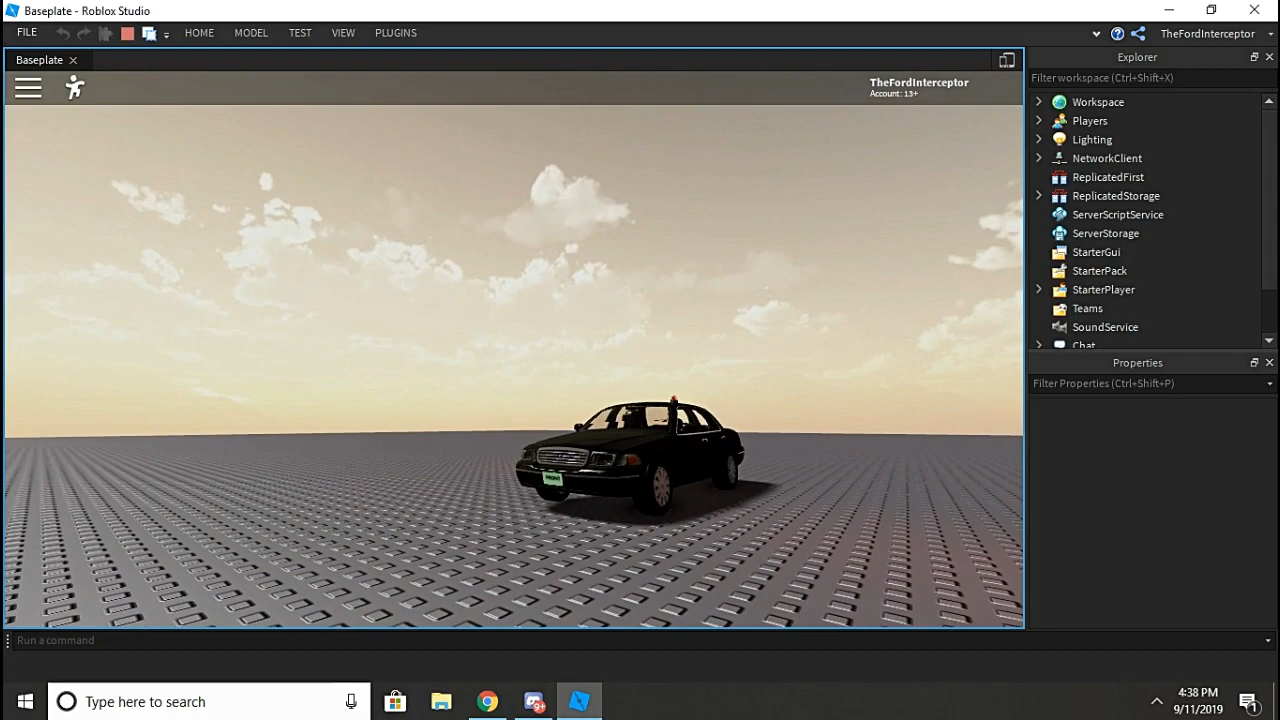 Baseplate - Roblox Studio
FILE HOME MODEL TEST VIEW PLUGINS TheFordInterceptor
Baseplate
TheFordInterceptor
Account: 13+
Explorer
Filter workspace (Ctrl+Shift+X)
Workspace
Players
Lighting
NetworkClient
ReplicatedFirst
ReplicatedStorage
ServerScriptService
ServerStorage
StarterGui
StarterPack
StarterPlayer
Teams
SoundService
Chat
Properties
Filter Properties (Ctrl+Shift+P)
Run a command
Type here to search
9+
4:38 PM
9/11/2019
1